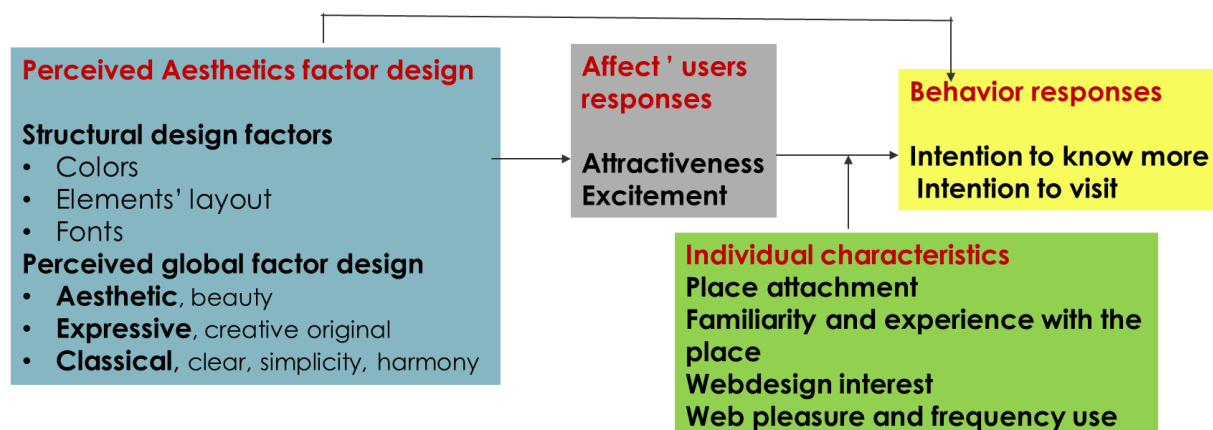 Perceived Aesthetics factor design
Structural design factors
• Colors
• Elements’ layout
• Fonts
Perceived global factor design
• Aesthetic, beauty
• Expressive, creative original
• Classical, clear, simplicity, harmony
Affect ’ users
responses
Attractiveness
Excitement
Behavior responses
Intention to know more
Intention to visit
Individual characteristics
Place attachment
Familiarity and experience with the
place
Webdesign interest
Web pleasure and frequency use